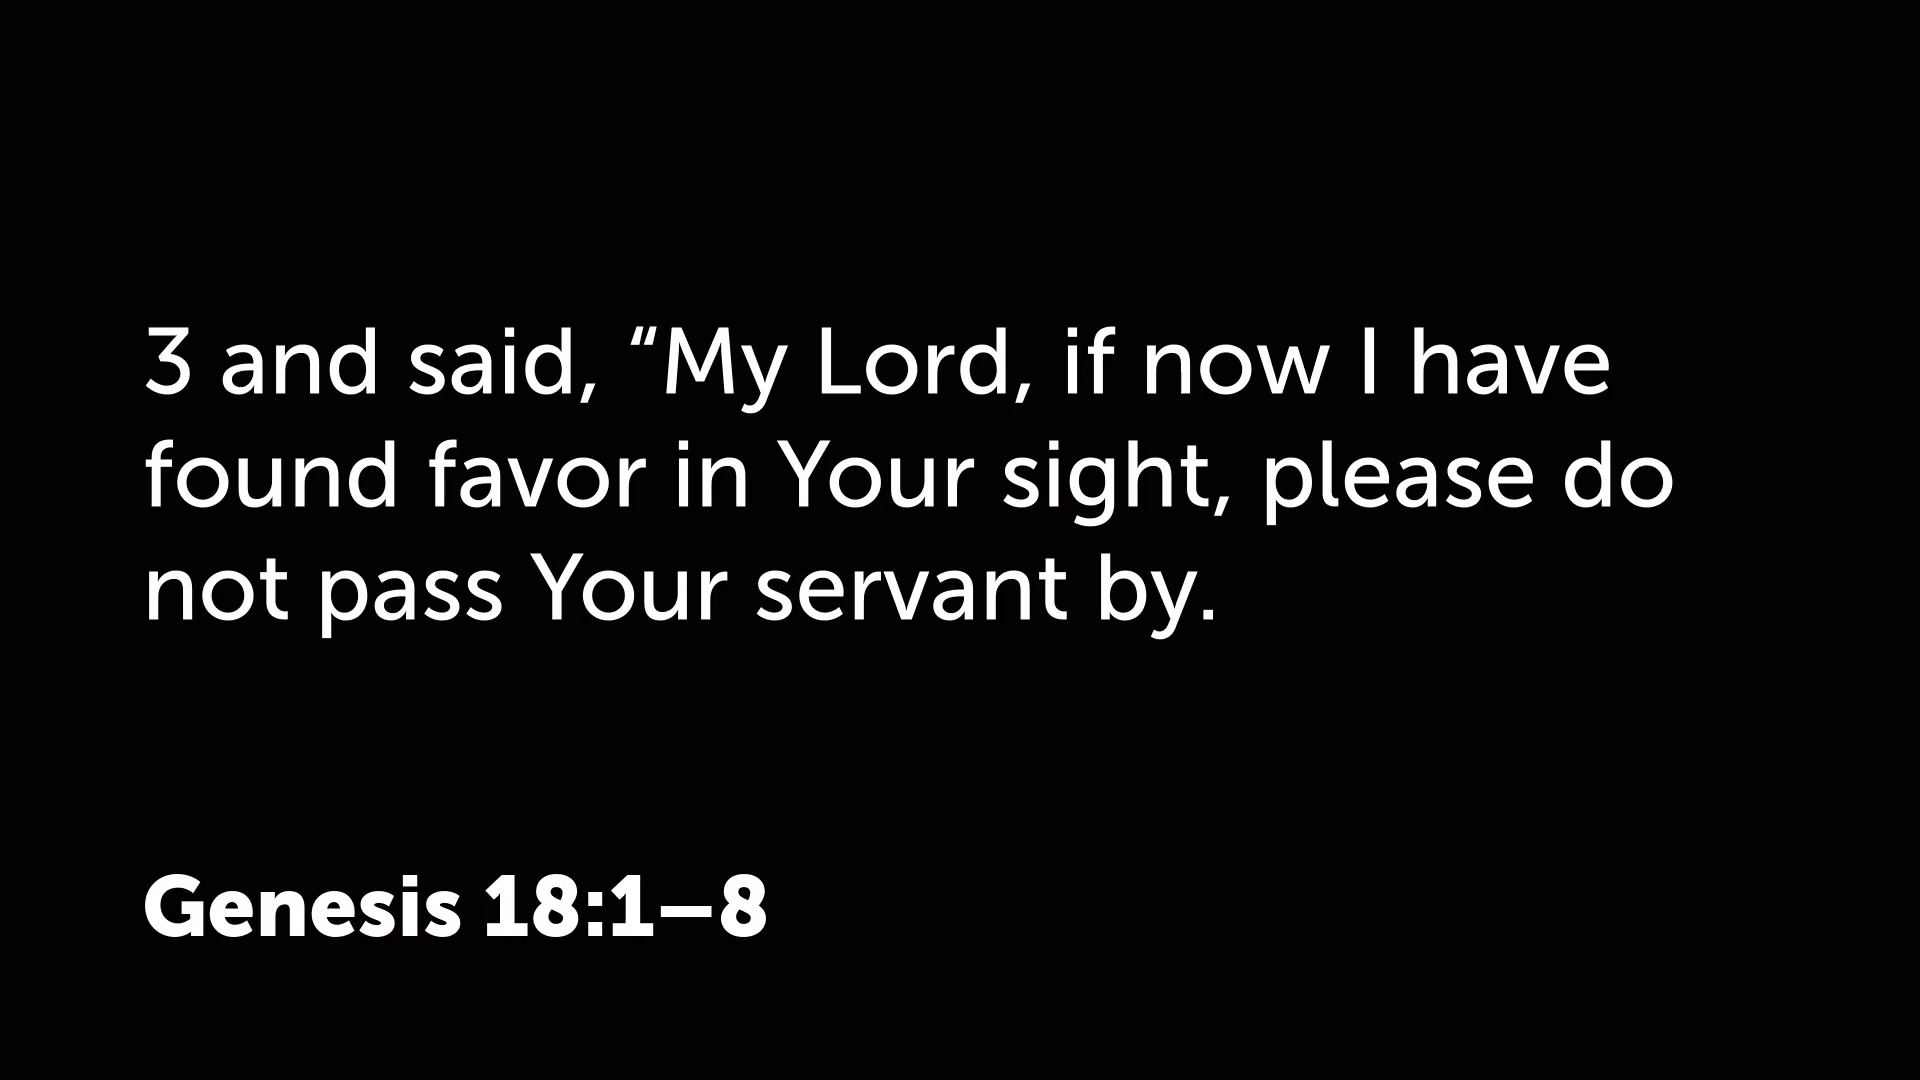 3 and said, “My Lord, if now I have
found favor in Your sight, please do
not pass Your servant by.
Genesis 18:1–8